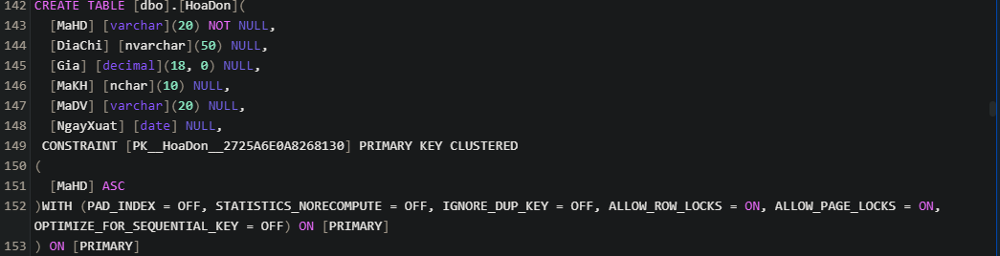 142 CREATE TABLE [dbo].[HoaDon](
143 [MaHD] [varchar](20) NOT NULL,
144 [DiaChi] [nvarchar](50) NULL,
145 [Gia] [decimal](18, 0) NULL,
146 [MaKH] [nchar](10) NULL,
147 [MaDV] [varchar](20) NULL,
148 [NgayXuat] [date] NULL,
149 CONSTRAINT [PK__HoaDon__2725A6E0A8268130] PRIMARY KEY CLUSTERED
150 (
151 [MaHD] ASC
152 )WITH (PAD_INDEX = OFF, STATISTICS_NORECOMPUTE = OFF, IGNORE_DUP_KEY = OFF, ALLOW_ROW_LOCKS = ON, ALLOW_PAGE_LOCKS = ON,
OPTIMIZE_FOR_SEQUENTIAL_KEY = OFF) ON [PRIMARY]
153 ) ON [PRIMARY]